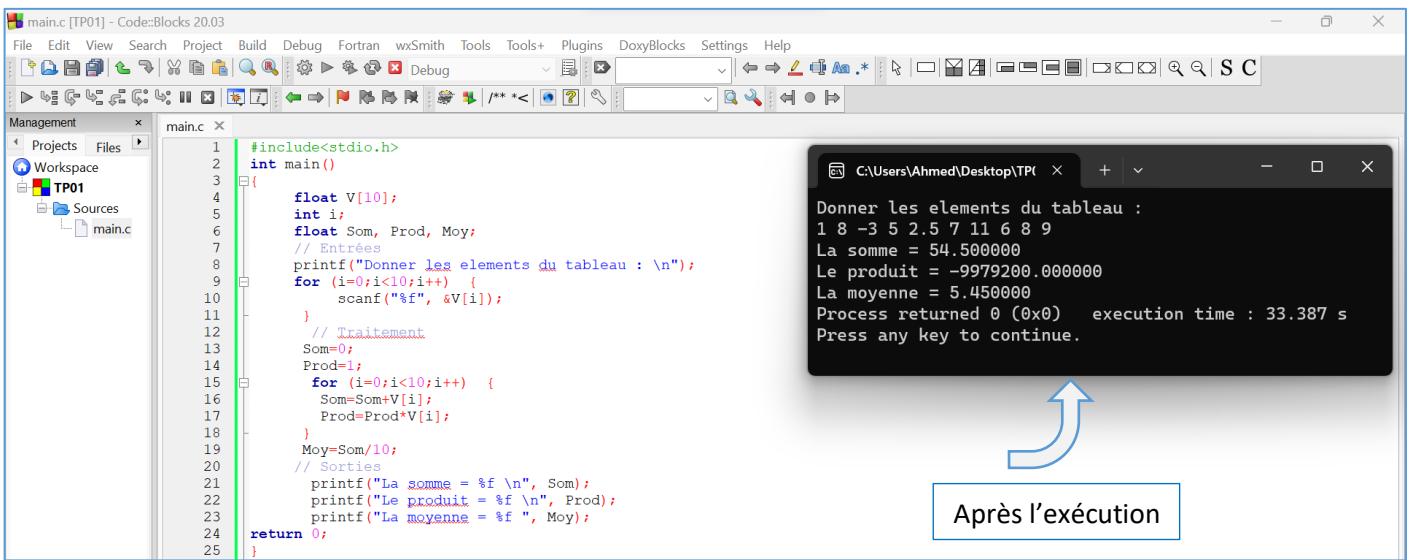 main.c [TP01] - Code::Blocks 20.03
File Edit View Search Project Build Debug Fortran wxSmith Tools Tools+ Plugins DoxyBlocks Settings Help
Debug
S C
/** *<
Management ×
Projects Files
Workspace
TP01
Sources
main.c
main.c ×
1 #include<stdio.h>
2 int main()
3 {
4 float V[10];
5 int i;
6 float Som, Prod, Moy;
7 // Entrées
8 printf("Donner les elements du tableau : \n");
9 for (i=0;i<10;i++) {
10 scanf("%f", &V[i]);
11 }
12 // Traitement
13 Som=0;
14 Prod=1;
15 for (i=0;i<10;i++) {
16 Som=Som+V[i];
17 Prod=Prod*V[i];
18 }
19 Moy=Som/10;
20 // Sorties
21 printf("La somme = %f \n", Som);
22 printf("Le produit = %f \n", Prod);
23 printf("La moyenne = %f ", Moy);
24 return 0;
25 }
C:\Users\Ahmed\Desktop\TP(
Donner les elements du tableau :
1 8 -3 5 2.5 7 11 6 8 9
La somme = 54.500000
Le produit = -9979200.000000
La moyenne = 5.450000
Process returned 0 (0x0) execution time : 33.387 s
Press any key to continue.
Après l'exécution